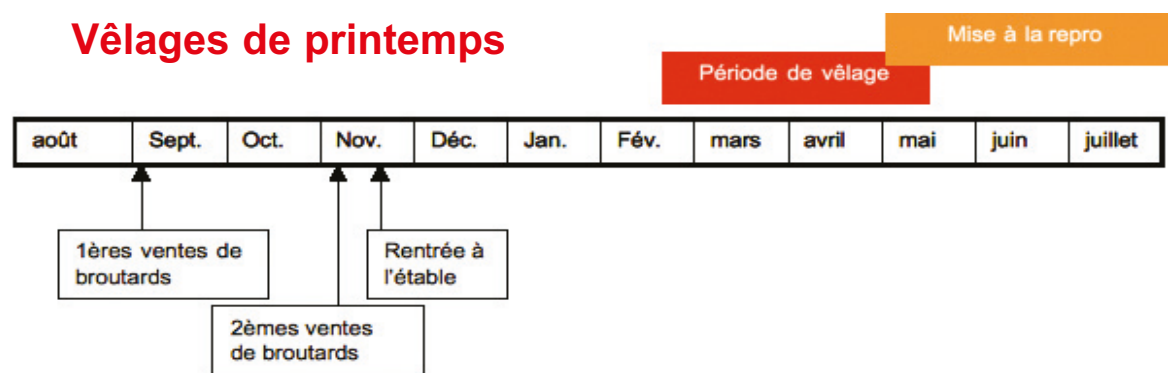 Vêlages de printemps
Mise à la repro
Période de vêlage
août Sept. Oct. Nov. Déc. Jan. Fév. mars avril mai juin juillet
1ères ventes de
broutards
Rentrée à
l'étable
2èmes ventes
de broutards